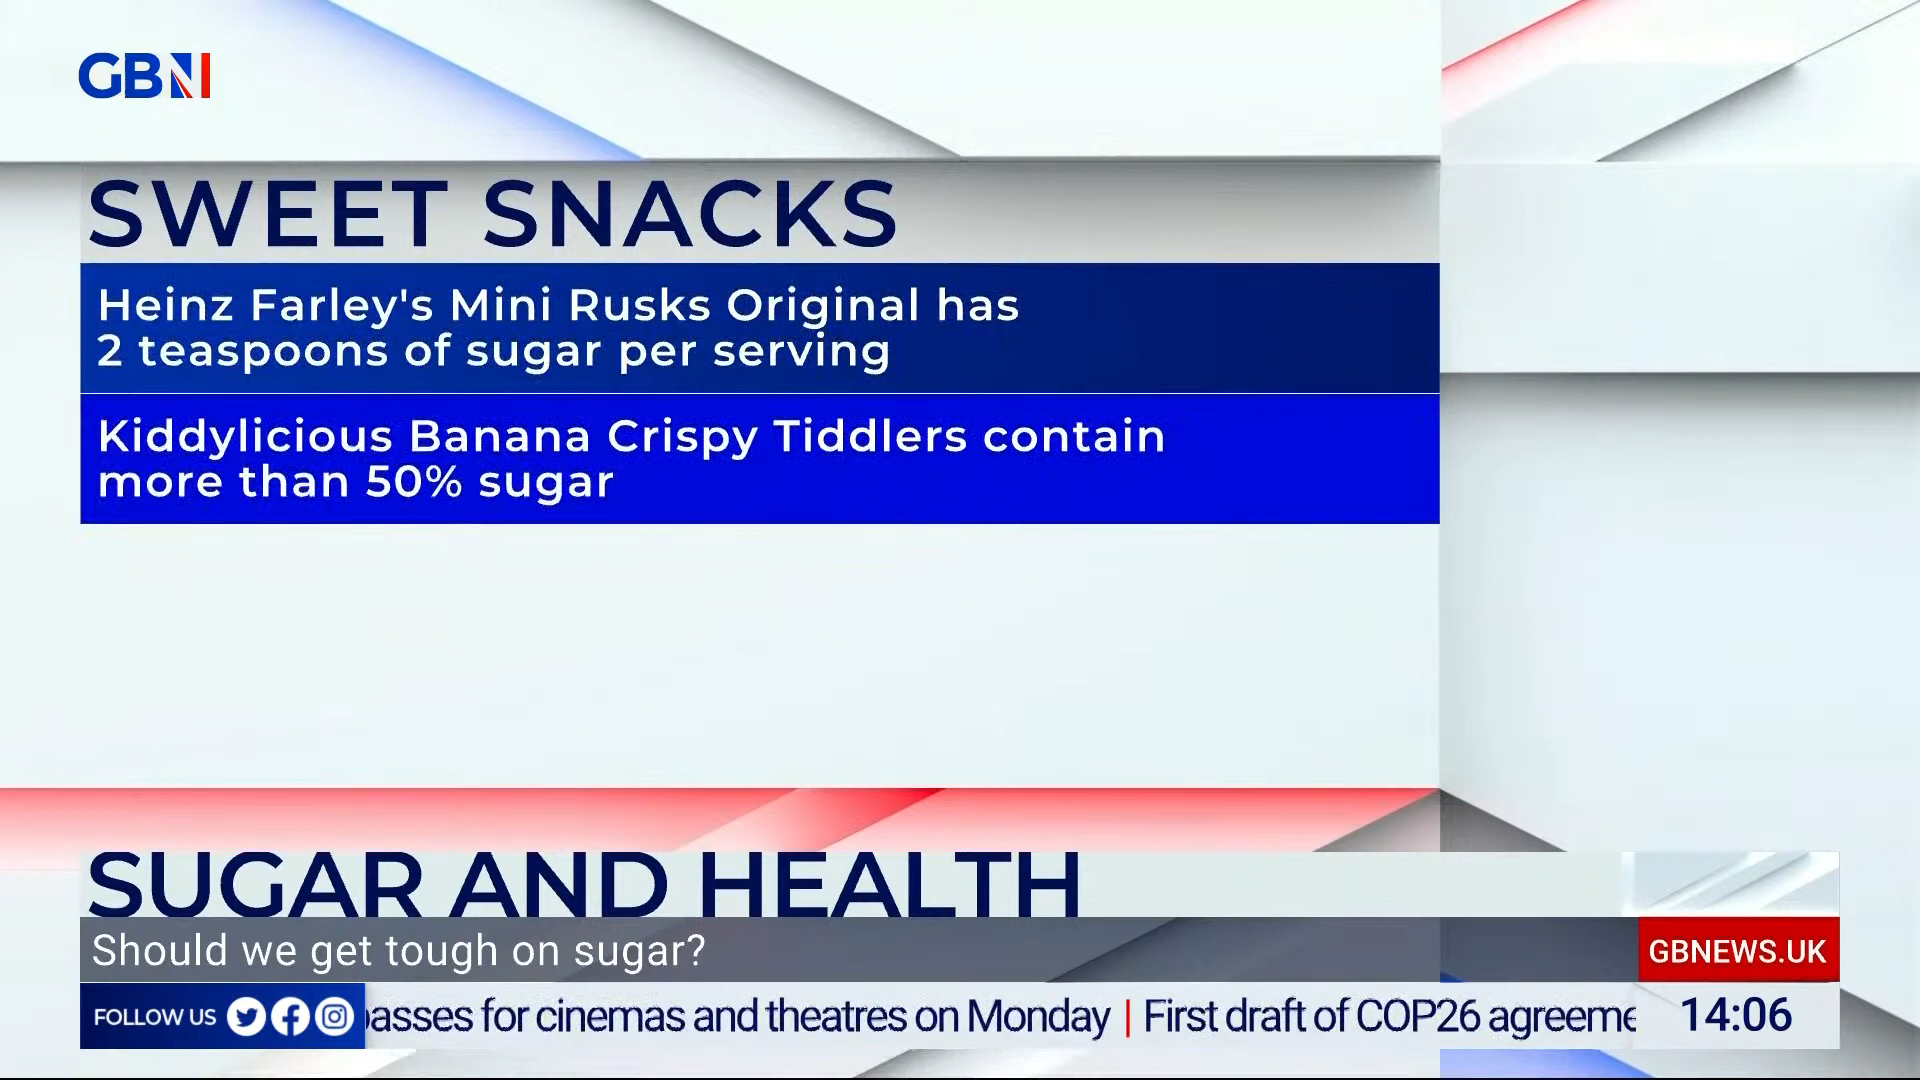 GBN
SWEET SNACKS
Heinz Farley's Mini Rusks Original has
2 teaspoons of sugar per serving
Kiddylicious Banana Crispy Tiddlers contain
more than 50% sugar
SUGAR AND HEALTH
Should we get tough on sugar?
GBNEWS.UK
FOLLOW US
for cinemas and theatres on Monday | First draft of COP26
14:06